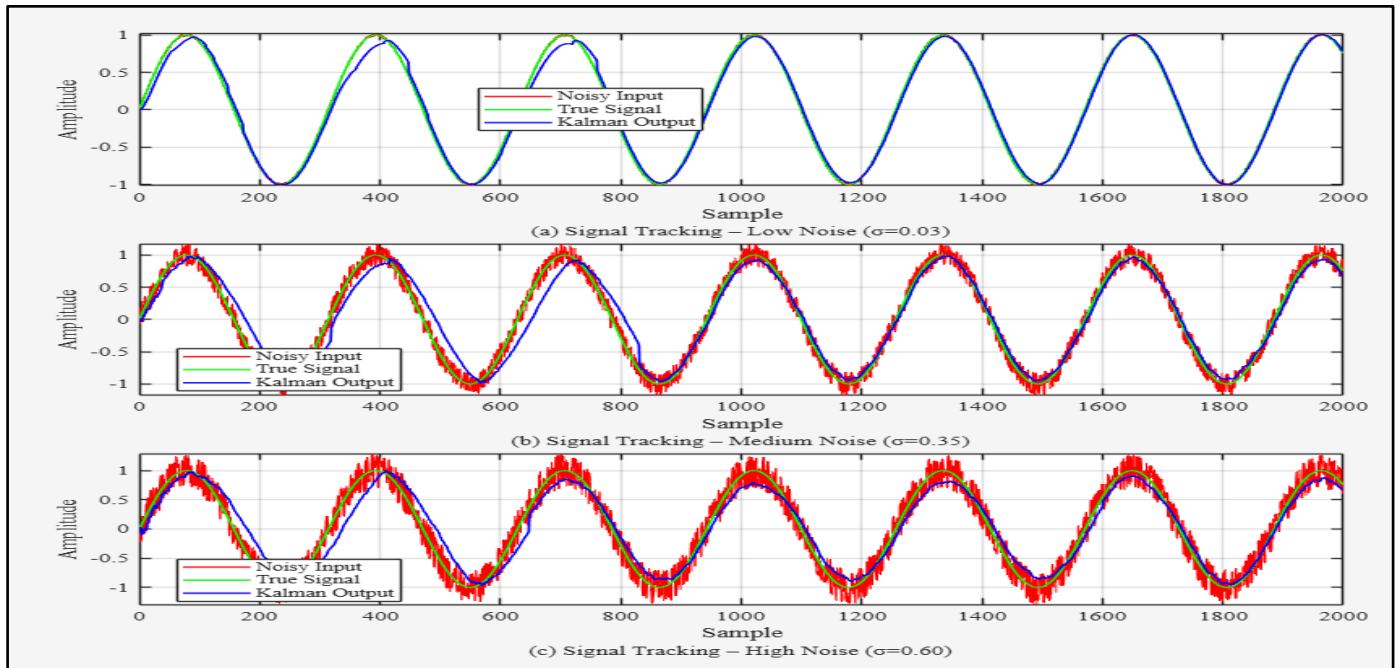 1
0.5
0
-0.5
-1
Amplitude
Noisy Input
True Signal
Kalman Output
0 200 400 600 800 1000 1200 1400 1600 1800 2000
Sample
(a) Signal Tracking – Low Noise (σ=0.03)
1
0.5
0
-0.5
-1
Amplitude
Noisy Input
True Signal
Kalman Output
0 200 400 600 800 1000 1200 1400 1600 1800 2000
Sample
(b) Signal Tracking – Medium Noise (σ=0.35)
1
0.5
0
-0.5
-1
Amplitude
Noisy Input
True Signal
Kalman Output
0 200 400 600 800 1000 1200 1400 1600 1800 2000
Sample
(c) Signal Tracking – High Noise (σ=0.60)